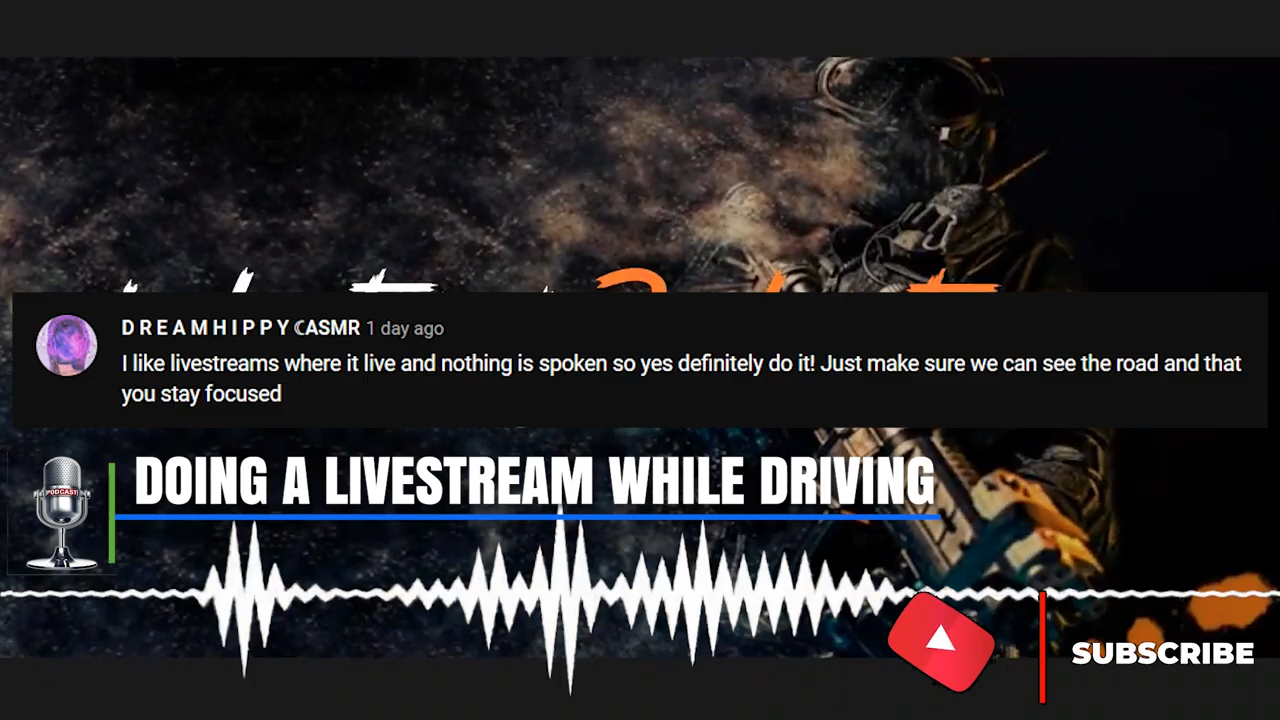 D R E A M H I P P Y ☾ASMR 1 day ago
I like livestreams where it live and nothing is spoken so yes definitely do it! Just make sure we can see the road and that
you stay focused
PODCAST
DOING A LIVESTREAM WHILE DRIVING
SUBSCRIBE